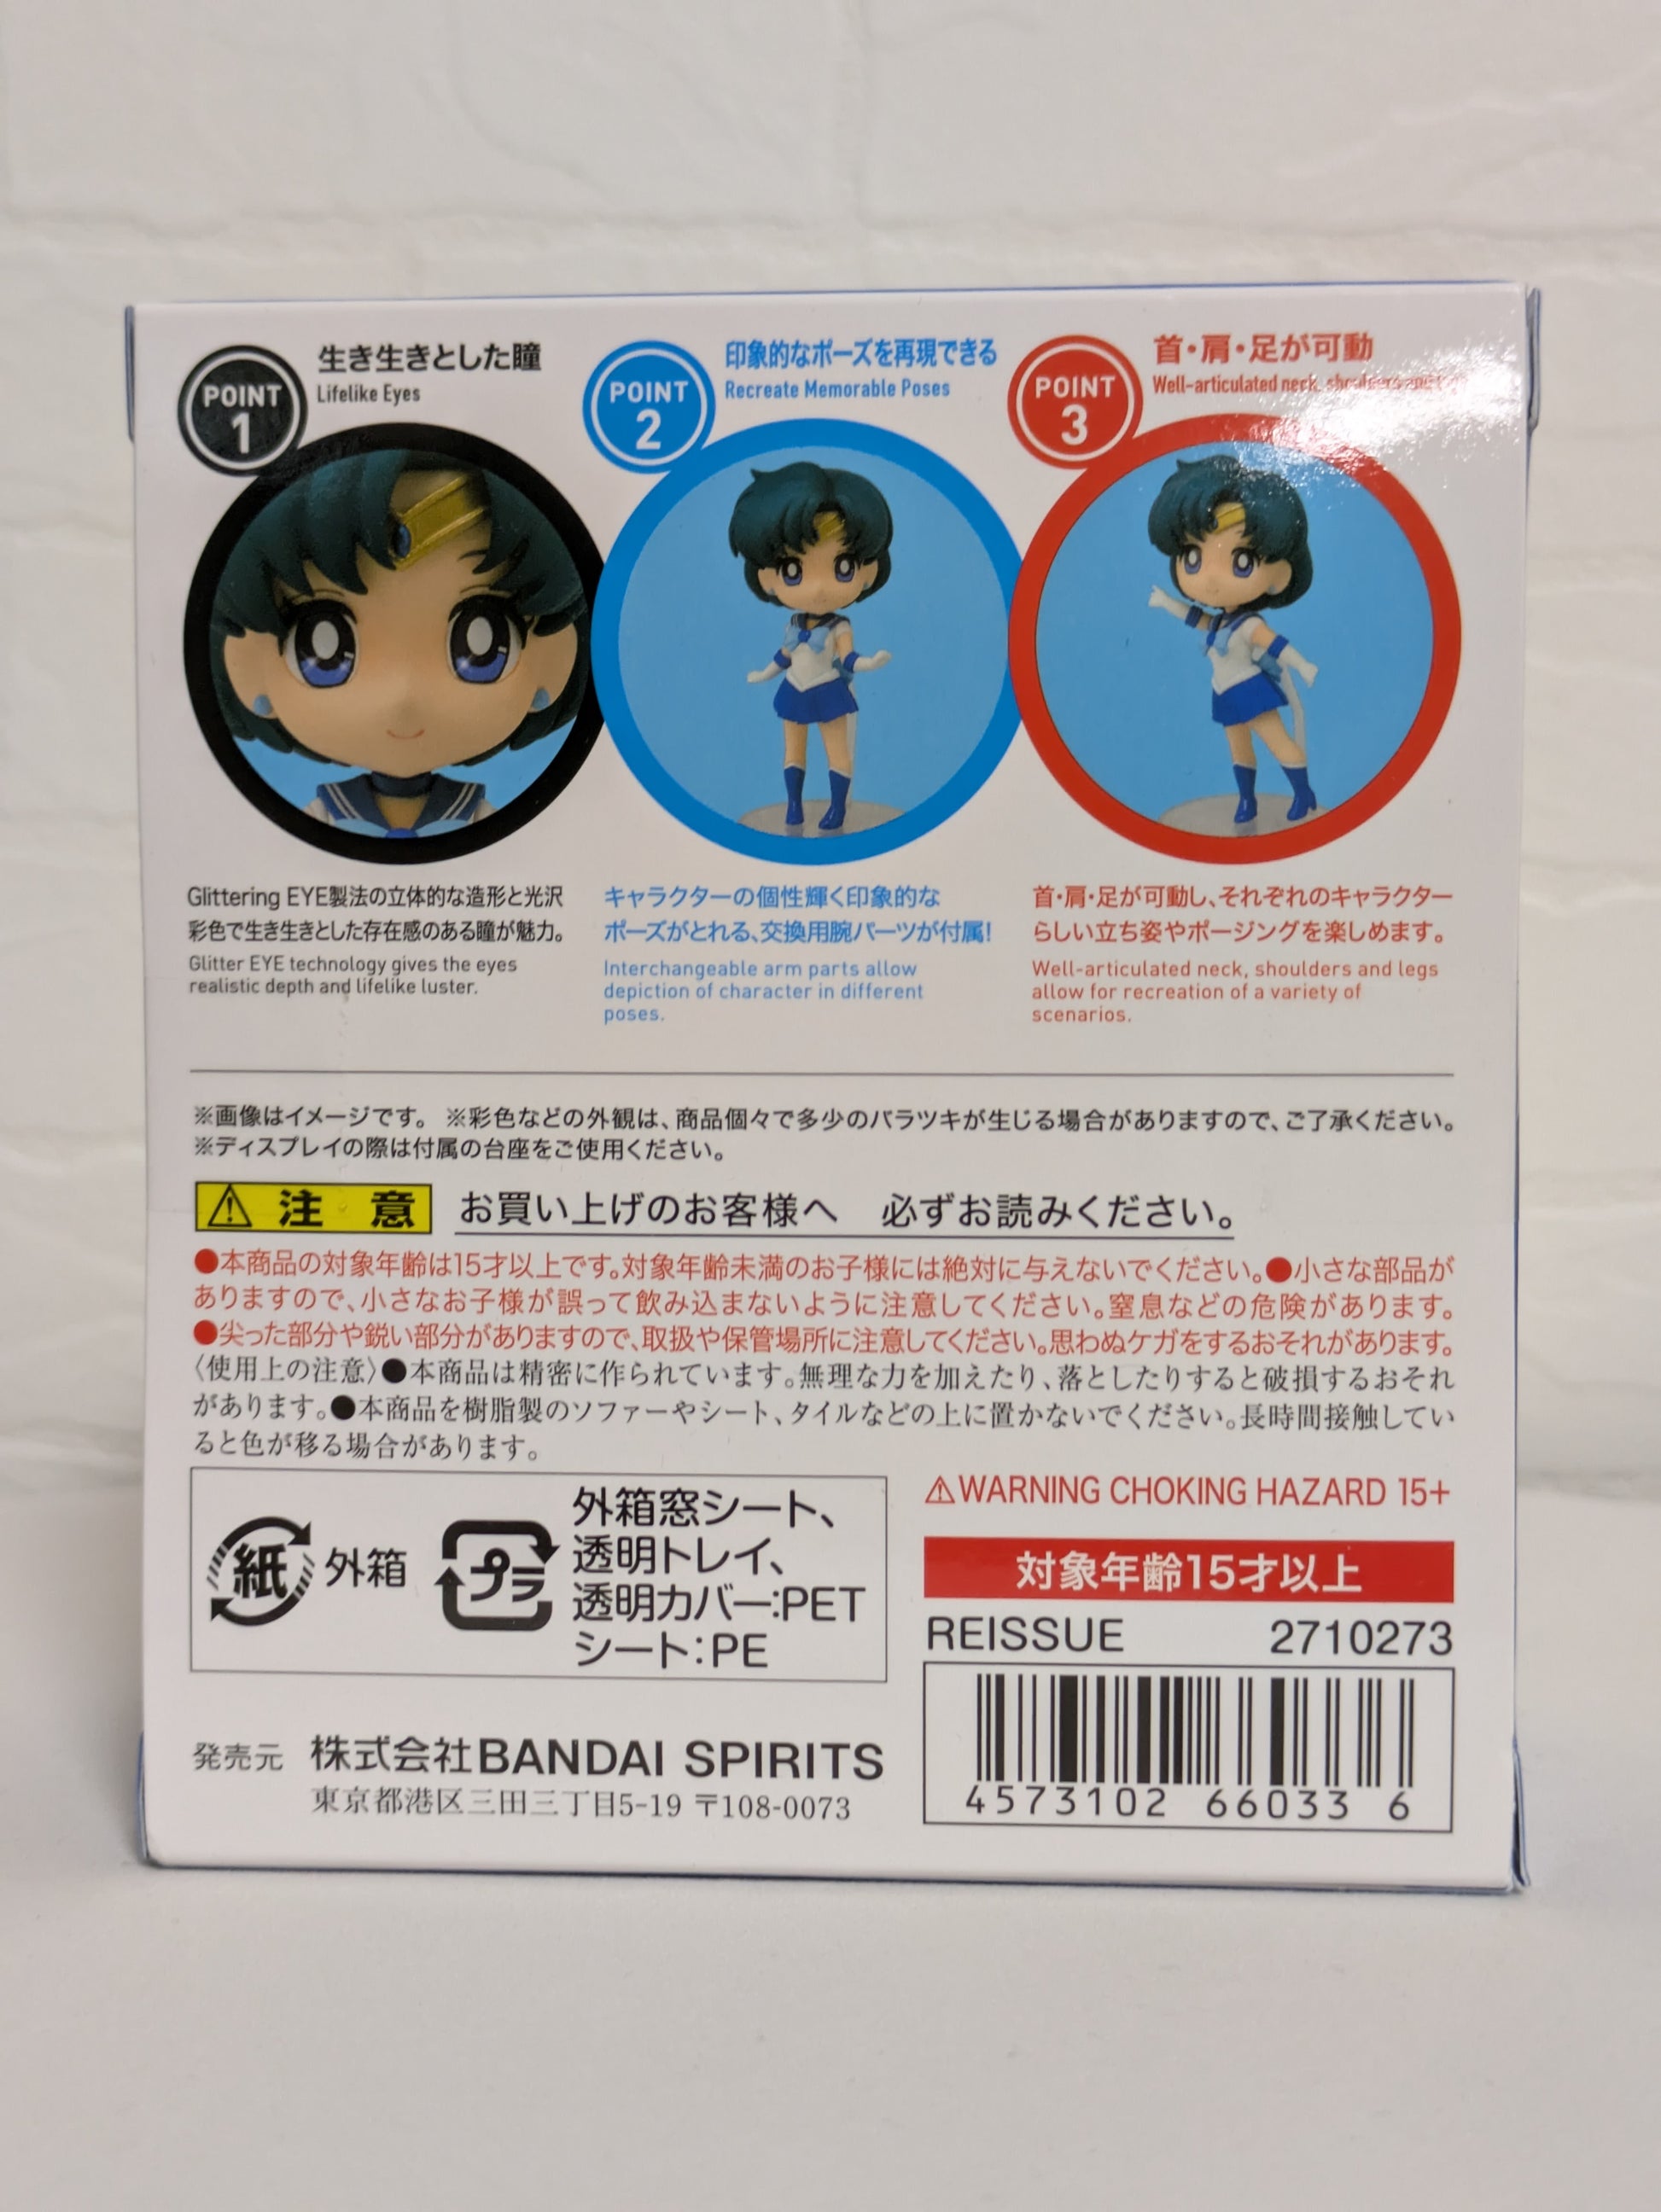 POINT
1
生き生きとした瞳
Lifelike Eyes
POINT
2
印象的なポーズを再現できる
Recreate Memorable Poses
POINT
3
首・肩・足が可動
Well-articulated neck, shoulders and
Glittering EYE製法の立体的な造形と光沢
彩色で生き生きとした存在感のある瞳が魅力。
Glitter EYE technology gives the eyes
realistic depth and lifelike luster.
キャラクターの個性輝く印象的な
ポーズがとれる、交換用腕パーツが付属!
Interchangeable arm parts allow
depiction of character in different
poses.
首・肩・足が可動し、それぞれのキャラクター
らしい立ち姿やポージングを楽しめます。
Well-articulated neck, shoulders and legs
allow for recreation of a variety of
scenarios.
※画像はイメージです。 ※彩色などの外観は、商品個々で多少のバラツキが生じる場合がありますので、ご了承ください。
※ディスプレイの際は付属の台座をご使用ください。
⚠注 意 お買い上げのお客様へ 必ずお読みください。
●本商品の対象年齢は15才以上です。対象年齢未満のお子様には絶対に与えないでください。●小さな部品が
ありますので、小さなお子様が誤って飲み込まないように注意してください。窒息などの危険があります。
●尖った部分や鋭い部分がありますので、取扱や保管場所に注意してください。思わぬケガをするおそれがあります。
〈使用上の注意〉●本商品は精密に作られています。無理な力を加えたり、落としたりすると破損するおそれ
があります。●本商品を樹脂製のソファーやシート、タイルなどの上に置かないでください。長時間接触してい
ると色が移る場合があります。
紙 外箱
プラ
外箱窓シート、
透明トレイ、
透明カバー:PET
シート:PE
⚠WARNING CHOKING HAZARD 15+
対象年齢15才以上
REISSUE 2710273
4573102 66033 6
発売元 株式会社BANDAI SPIRITS
東京都港区三田三丁目5-19 〒108-0073